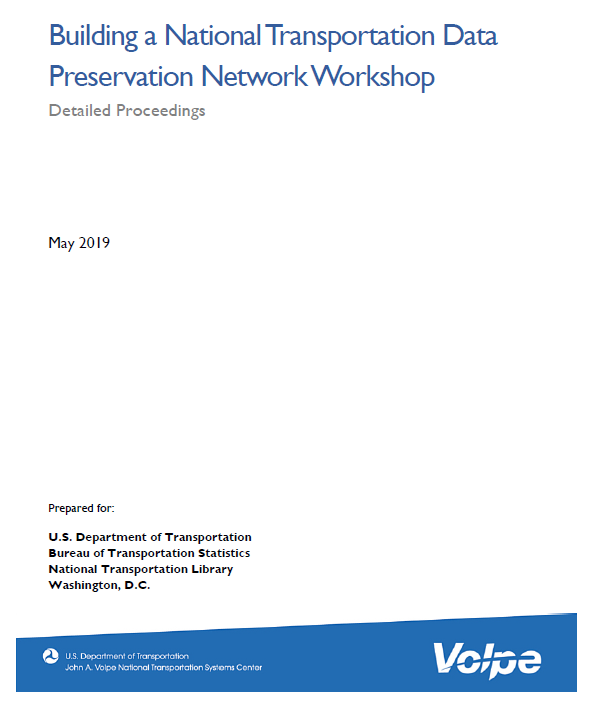 Building a National Transportation Data
Preservation Network Workshop
Detailed Proceedings
May 2019
Prepared for:
U.S. Department of Transportation
Bureau of Transportation Statistics
National Transportation Library
Washington, D.C.
U.S. Department of Transportation
John A. Volpe National Transportation Systems Center
Volpe